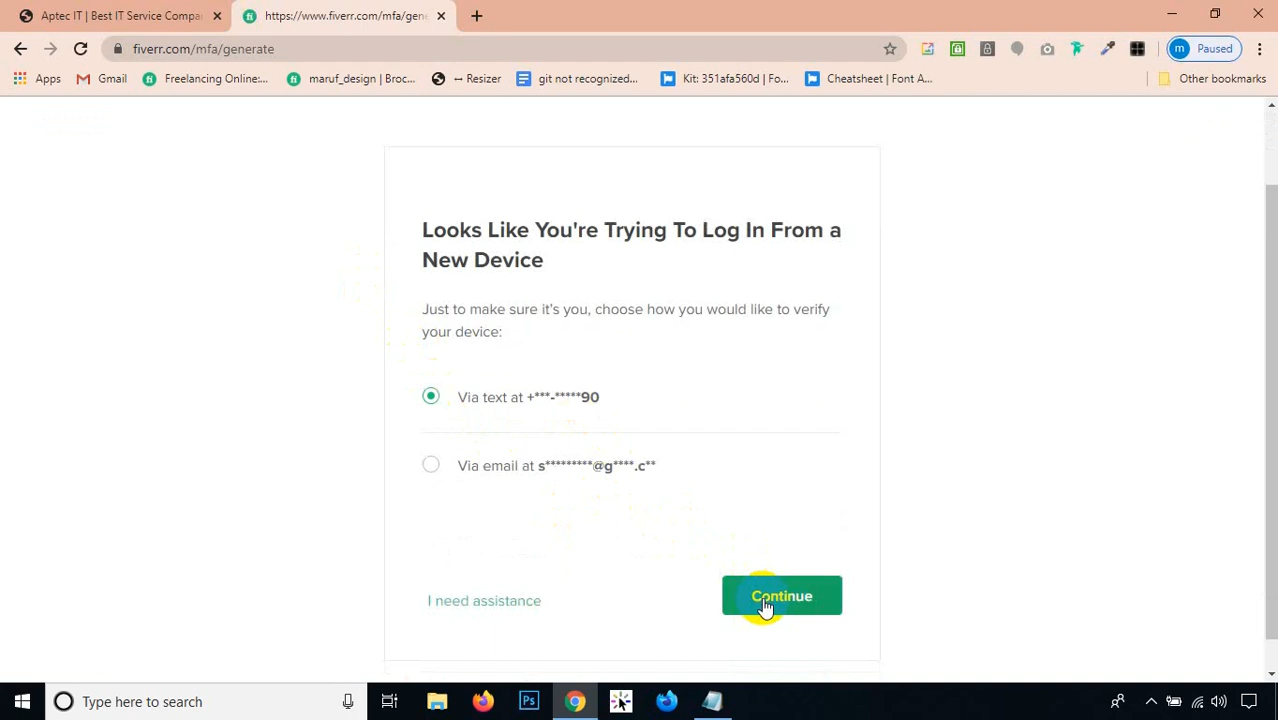 Aptec IT | Best IT Service Compa
https://www.fiverr.com/mfa/gene
fiverr.com/mfa/generate
m Paused
Apps
Gmail
Freelancing Online:...
maruf_design | Broc...
↔ Resizer
git not recognized...
Kit: 3513fa560d | Fo...
Cheatsheet | Font A...
Other bookmarks
Looks Like You're Trying To Log In From a
New Device
Just to make sure it's you, choose how you would like to verify
your device:
Via text at +***-*****90
Via email at s*********@g****.c**
I need assistance
Continue
Type here to search